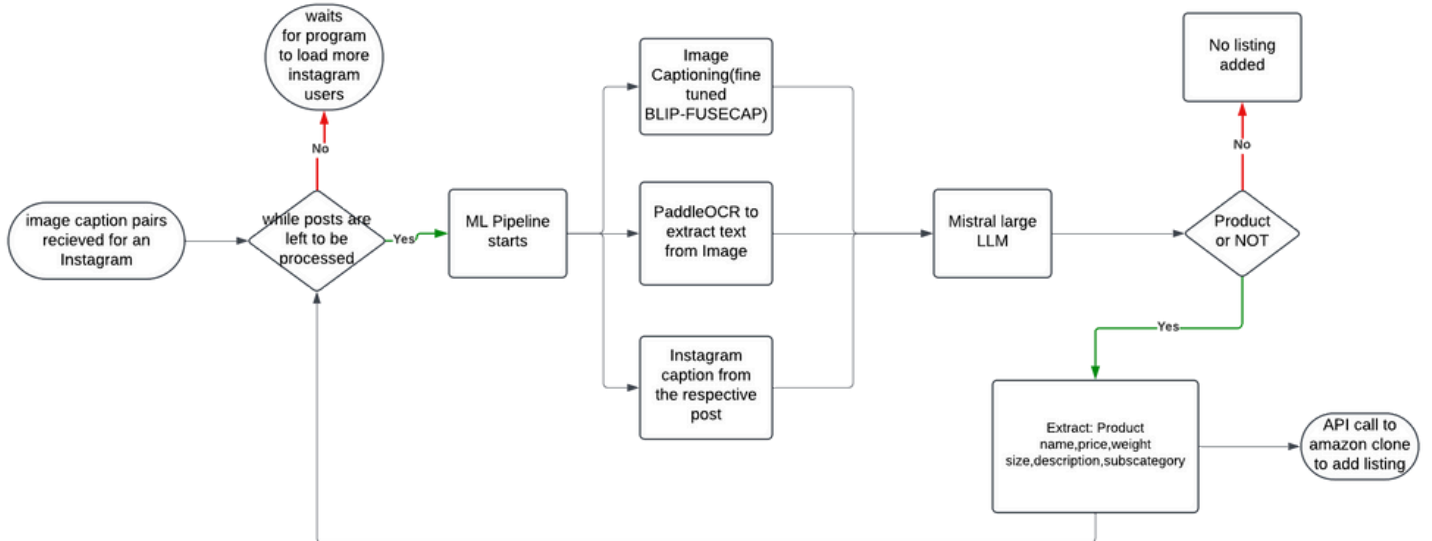 waits
for program
to load more
instagram
users
No
image caption pairs
recieved for an
Instagram
while posts are
left to be
processed
Yes
ML Pipeline
starts
Image
Captioning(fine
tuned
BLIP-FUSECAP)
PaddleOCR to
extract text
from Image
Instagram
caption from
the respective
post
Mistral large
LLM
Product
or NOT
No
No listing
added
Yes
Extract: Product
name,price,weight
size,description,subscategory
API call to
amazon clone
to add listing